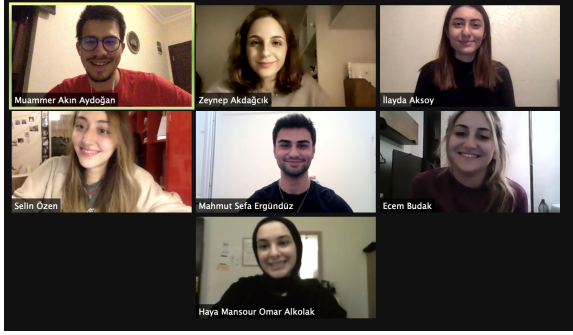 Muammer Akın Aydoğan
Zeynep Akdağcık
İlayda Aksoy
Selin Özen
Mahmut Sefa Ergündüz
Ecem Budak
Haya Mansour Omar Alkolak